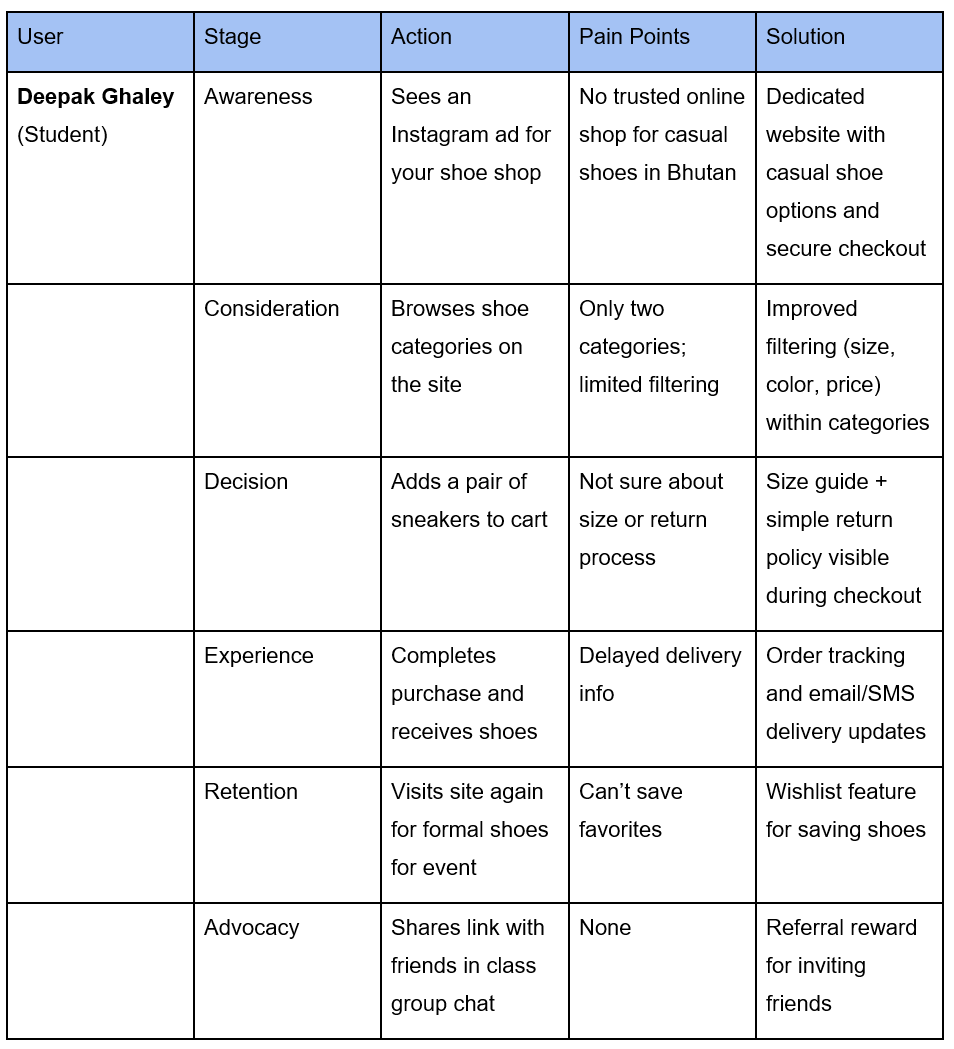 User
Stage
Action
Pain Points
Solution
Deepak Ghaley
(Student)
Awareness
Sees an
Instagram ad for
your shoe shop
No trusted online
shop for casual
shoes in Bhutan
Dedicated
website with
casual shoe
options and
secure checkout
Consideration
Browses shoe
categories on
the site
Only two
categories;
limited filtering
Improved
filtering (size,
color, price)
within categories
Decision
Adds a pair of
sneakers to cart
Not sure about
size or return
process
Size guide +
simple return
policy visible
during checkout
Experience
Completes
purchase and
receives shoes
Delayed delivery
info
Order tracking
and email/SMS
delivery updates
Retention
Visits site again
for formal shoes
for event
Can’t save
favorites
Wishlist feature
for saving shoes
Advocacy
Shares link with
friends in class
group chat
None
Referral reward
for inviting
friends